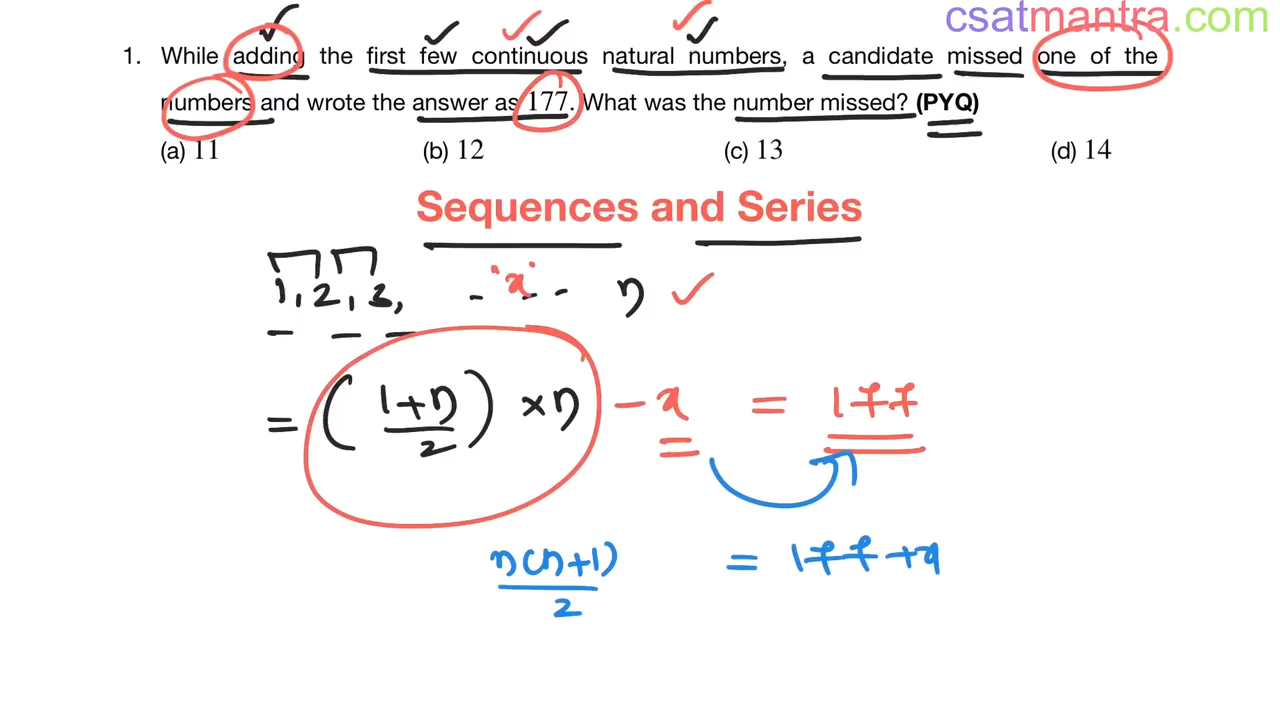 csatmantra.com
1. While adding the first few continuous natural numbers, a candidate missed one of the
numbers and wrote the answer as 177. What was the number missed? (PYQ)
(a) 11 (b) 12 (c) 13 (d) 14
Sequences and Series
1, 2, 3, - "x" - - n ✓
= ( 1+n / 2 ) × n - x = 177
n(n+1) / 2 = 177 + x